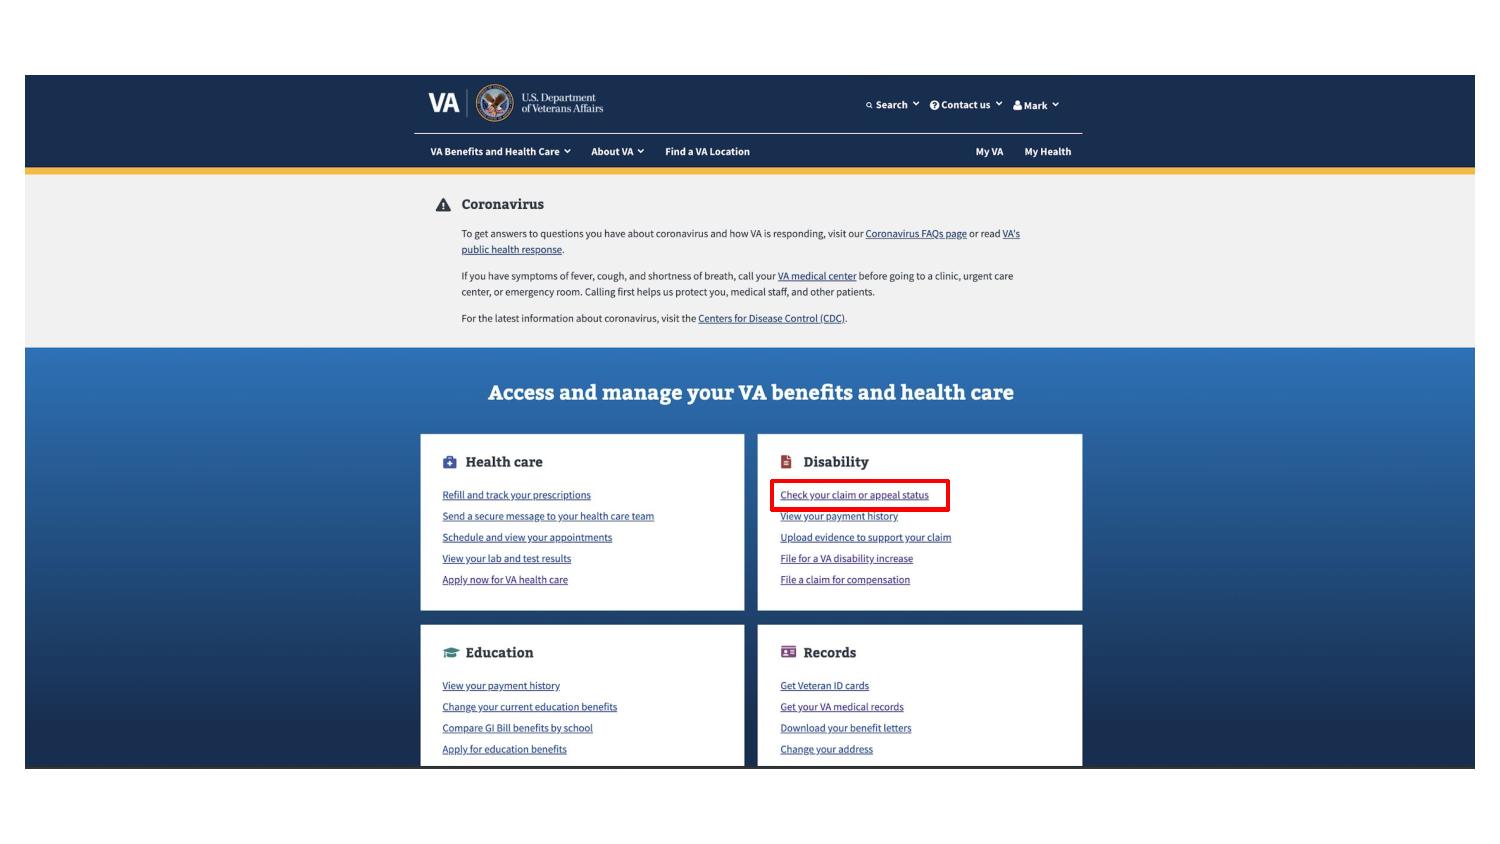 VA
U.S. Department
of Veterans Affairs
Search
Contact us
Mark
VA Benefits and Health Care
About VA
Find a VA Location
My VA
My Health
Coronavirus
To get answers to questions you have about coronavirus and how VA is responding, visit our Coronavirus FAQs page or read VA's
public health response.
If you have symptoms of fever, cough, and shortness of breath, call your VA medical center before going to a clinic, urgent care
center, or emergency room. Calling first helps us protect you, medical staff, and other patients.
For the latest information about coronavirus, visit the Centers for Disease Control (CDC).
Access and manage your VA benefits and health care
Health care
Refill and track your prescriptions
Send a secure message to your health care team
Schedule and view your appointments
View your lab and test results
Apply now for VA health care
Disability
Check your claim or appeal status
View your payment history
Upload evidence to support your claim
File for a VA disability increase
File a claim for compensation
Education
View your payment history
Change your current education benefits
Compare GI Bill benefits by school
Apply for education benefits
Records
Get Veteran ID cards
Get your VA medical records
Download your benefit letters
Change your address